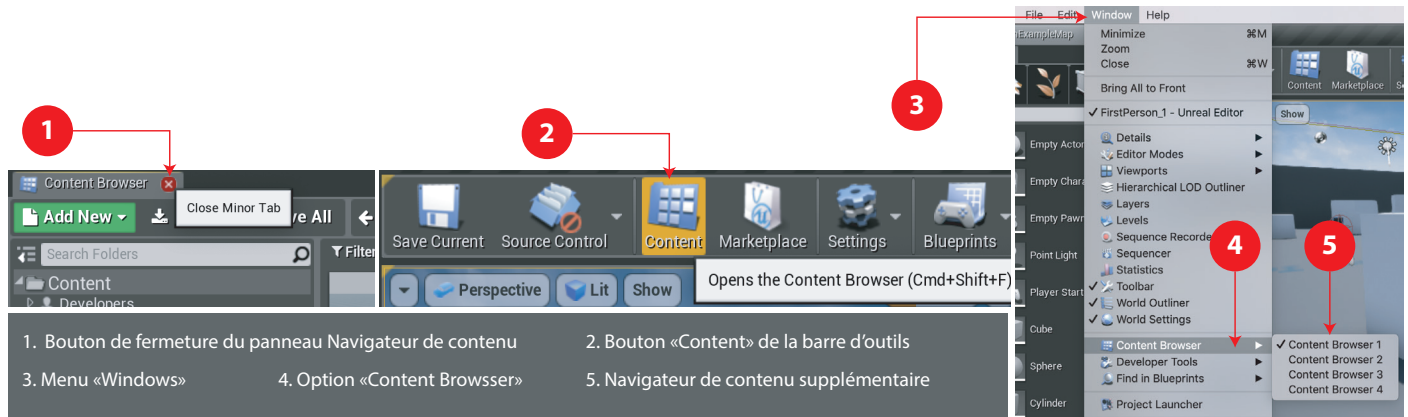 1
2
3
4
5
Content Browser
Close Minor Tab
Add New
ve All
Search Folders
Filter
Content
Developers
Save Current
Source Control
Content
Marketplace
Settings
Blueprints
Opens the Content Browser (Cmd+Shift+F)
Perspective
Lit
Show
File Edit Window Help
ExampleMap
Minimize ⌘M
Zoom
Close ⌘W
Bring All to Front
✓ FirstPerson_1 - Unreal Editor
Details
Editor Modes
Viewports
Hierarchical LOD Outliner
Layers
Levels
Sequence Recorde
Sequencer
Statistics
✓ Toolbar
✓ World Outliner
✓ World Settings
Content Browser
Developer Tools
Find in Blueprints
Project Launcher
✓ Content Browser 1
Content Browser 2
Content Browser 3
Content Browser 4
Content
Marketplace
Show
Empty Actor
Empty Chara
Empty Pawn
Point Light
Player Start
Cube
Sphere
Cylinder
1. Bouton de fermeture du panneau Navigateur de contenu
2. Bouton «Content» de la barre d'outils
3. Menu «Windows»
4. Option «Content Browsser»
5. Navigateur de contenu supplémentaire